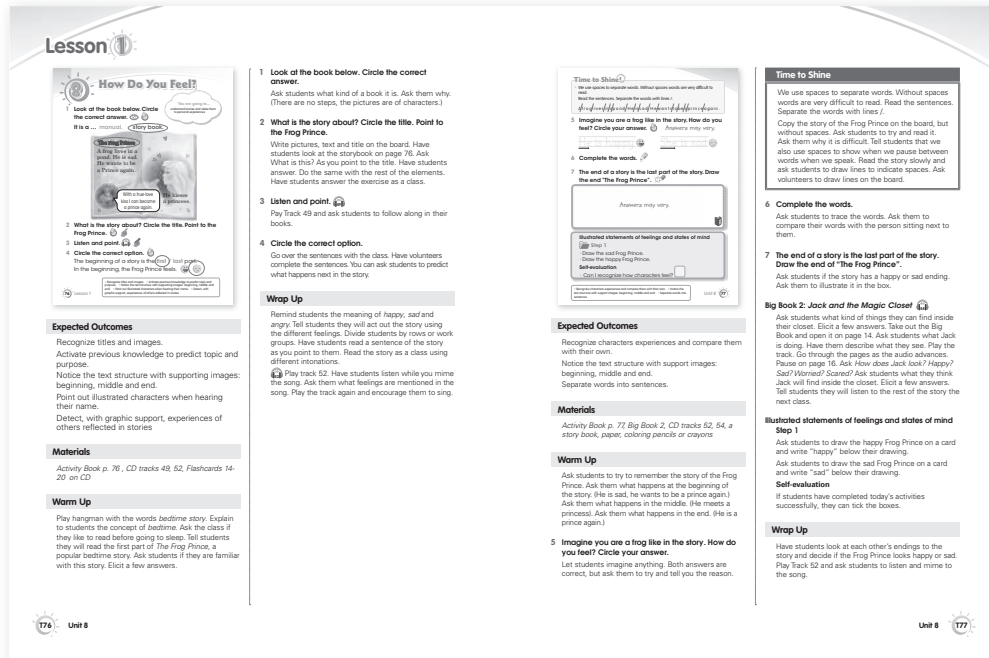 Lesson 1
8 How Do You Feel?
You are going to...
1 Look at the book below. Circle
the correct answer.
It is a ... manual. story book.
The Frog Prince
A frog lives in a
pond. He is sad.
He wants to be
a Prince again.
With a true-love
kiss I can become
a prince again.
He kisses
a princess.
2 What is the story about? Circle the title. Point to the
Frog Prince.
3 Listen and point.
4 Circle the correct option.
The beginning of a story is the first / last part.
In the beginning, the Frog Prince feels
76 Lesson 1
Expected Outcomes
Recognize titles and images.
Activate previous knowledge to predict topic and
purpose.
Notice the text structure with supporting images:
beginning, middle and end.
Point out illustrated characters when hearing
their name.
Detect, with graphic support, experiences of
others reflected in stories
Materials
Activity Book p. 76 , CD tracks 49, 52, Flashcards 14-
20 on CD
Warm Up
Play hangman with the words bedtime story. Explain
to students the concept of bedtime. Ask the class if
they like to read before going to sleep. Tell students
they will read the first part of The Frog Prince, a
popular bedtime story. Ask students if they are familiar
with this story. Elicit a few answers.
1 Look at the book below. Circle the correct
answer.
Ask students what kind of a book it is. Ask them why.
(There are no steps, the pictures are of characters.)
2 What is the story about? Circle the title. Point to
the Frog Prince.
Write pictures, text and title on the board. Have
students look at the storybook on page 76. Ask
What is this? As you point to the title. Have students
answer. Do the same with the rest of the elements.
Have students answer the exercise as a class.
3 Listen and point.
Pay Track 49 and ask students to follow along in their
books.
4 Circle the correct option.
Go over the sentences with the class. Have volunteers
complete the sentences. You can ask students to predict
what happens next in the story.
Wrap Up
Remind students the meaning of happy, sad and
angry. Tell students they will act out the story using
the different feelings. Divide students by rows or work
groups. Have students read a sentence of the story
as you point to them. Read the story as a class using
different intonations.
Play track 52. Have students listen while you mime
the song. Ask them what feelings are mentioned in the
song. Play the track again and encourage them to sing.
T76 Unit 8
Time to Shine!
We use spaces to separate words. Without spaces words are very difficult to
read.
Read the sentences. Separate the words with lines /.
5 Imagine you are a frog like in the story. How do you
feel? Circle your answer. Answers may vary.
6 Complete the words.
7 The end of a story is the last part of the story. Draw
the end "The Frog Prince".
Answers may vary.
Illustrated statements of feelings and states of mind
Step 1
· Draw the sad Frog Prince.
· Draw the happy Frog Prince.
Self-evaluation
· Can I recognize how characters feel?
Unit 8 77
Expected Outcomes
Recognize characters experiences and compare them
with their own.
Notice the text structure with support images:
beginning, middle and end.
Separate words into sentences.
Materials
Activity Book p. 77, Big Book 2, CD tracks 52, 54, a
story book, paper, coloring pencils or crayons
Warm Up
Ask students to try to remember the story of the Frog
Prince. Ask them what happens at the beginning of
the story. (He is sad, he wants to be a prince again.)
Ask them what happens in the middle. (He meets a
princess). Ask them what happens in the end. (He is a
prince again.)
5 Imagine you are a frog like in the story. How do
you feel? Circle your answer.
Let students imagine anything. Both answers are
correct, but ask them to try and tell you the reason.
Time to Shine
We use spaces to separate words. Without spaces
words are very difficult to read. Read the sentences.
Separate the words with lines /.
Copy the story of the Frog Prince on the board, but
without spaces. Ask students to try and read it.
Ask them why it is difficult. Tell students that we
also use spaces to show when we pause between
words when we speak. Read the story slowly and
ask students to draw lines to indicate spaces. Ask
volunteers to draw lines on the board.
6 Complete the words.
Ask students to trace the words. Ask them to
compare their words with the person sitting next to
them.
7 The end of a story is the last part of the story.
Draw the end of "The Frog Prince".
Ask students if the story has a happy or sad ending.
Ask them to illustrate it in the box.
Big Book 2: Jack and the Magic Closet
Ask students what kind of things they can find inside
their closet. Elicit a few answers. Take out the Big
Book and open it on page 14. Ask students what Jack
is doing. Have them describe what they see. Play the
track. Go through the pages as the audio advances.
Pause on page 16. Ask How does Jack look? Happy?
Sad? Worried? Scared? Ask students what they think
Jack will find inside the closet. Elicit a few answers.
Tell students they will listen to the rest of the story the
next class.
Illustrated statements of feelings and states of mind
Step 1
Ask students to draw the happy Frog Prince on a card
and write "happy" below their drawing.
Ask students to draw the sad Frog Prince on a card
and write "sad" below their drawing.
Self-evaluation
If students have completed today's activities
successfully, they can tick the boxes.
Wrap Up
Have students look at each other's endings to the
story and decide if the Frog Prince looks happy or sad.
Play Track 52 and ask students to listen and mime to
the song.
Unit 8 T77